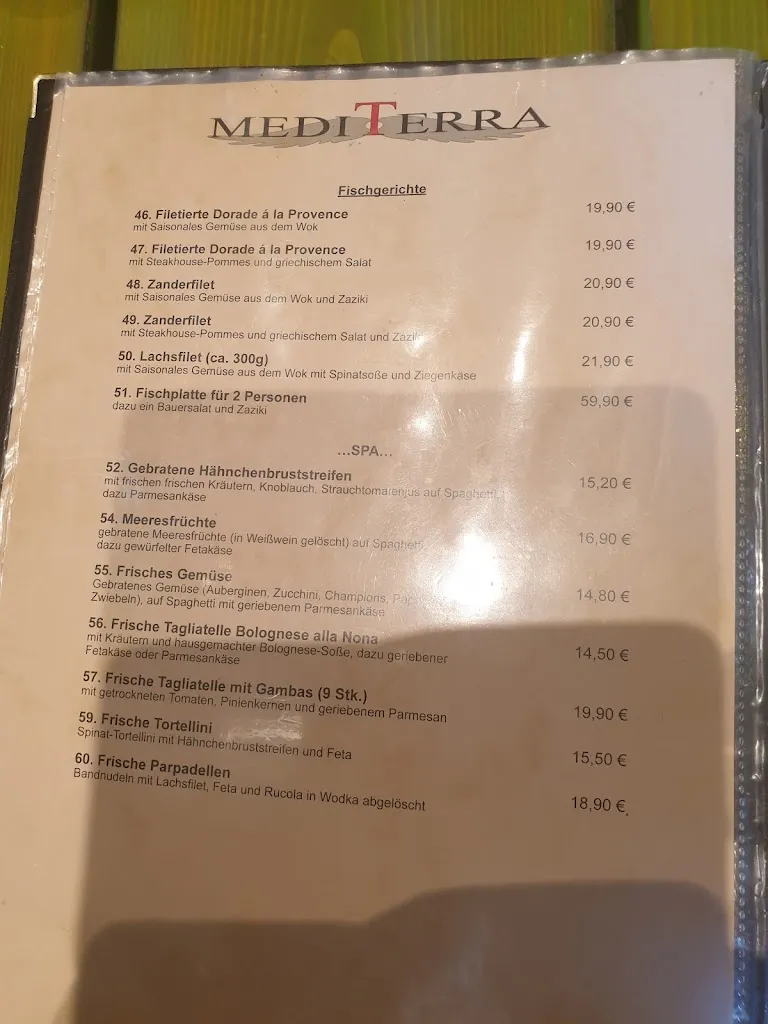 MEDITERRA
Fischgerichte
46. Filetierte Dorade á la Provence 19,90 €
mit Saisonales Gemüse aus dem Wok
47. Filetierte Dorade á la Provence 19,90 €
mit Steakhouse-Pommes und griechischem Salat
48. Zanderfilet 20,90 €
mit Saisonales Gemüse aus dem Wok und Zaziki
49. Zanderfilet 20,90 €
mit Steakhouse-Pommes und griechischem Salat und
50. Lachsfilet (ca. 300g) 21,90 €
mit Saisonales Gemüse aus dem Wok mit Spinatsoße und Ziegenkäse
51. Fischplatte für 2 Personen 59,90 €
dazu ein Bauersalat und Zaziki
...SPA...
52. Gebratene Hähnchenbruststreifen 15,20 €
mit frischen frischen Kräutern, Knoblauch, Strauchtomatenjus auf Spaghetti,
dazu Parmesankäse
54. Meeresfrüchte 16,90 €
gebratene Meeresfrüchte (in Weißwein gelöscht) auf Spaghetti,
dazu gewürfelter Fetakäse
55. Frisches Gemüse 14,80 €
Gebratenes Gemüse (Auberginen, Zucchini, Champions,
Zwiebeln), auf Spaghetti mit geriebenem Parmesankäse
56. Frische Tagliatelle Bolognese alla Nona 14,50 €
mit Kräutern und hausgemachter Bolognese-Soße, dazu geriebener
Fetakäse oder Parmesankäse
57. Frische Tagliatelle mit Gambas (9 Stk.) 19,90 €
mit getrockneten Tomaten, Pinienkernen und geriebenem Parmesan
59. Frische Tortellini 15,50 €
Spinat-Tortellini mit Hähnchenbruststreifen und Feta
60. Frische Parpadellen 18,90 €.
Bandnudeln mit Lachsfilet, Feta und Rucola in Wodka abgelöscht